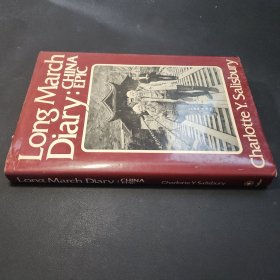 Long March
Diary: CHINA
EPIC
Charlotte Y. Salisbury
Long March Diary: CHINA
EPIC
Charlotte Y. Salisbury